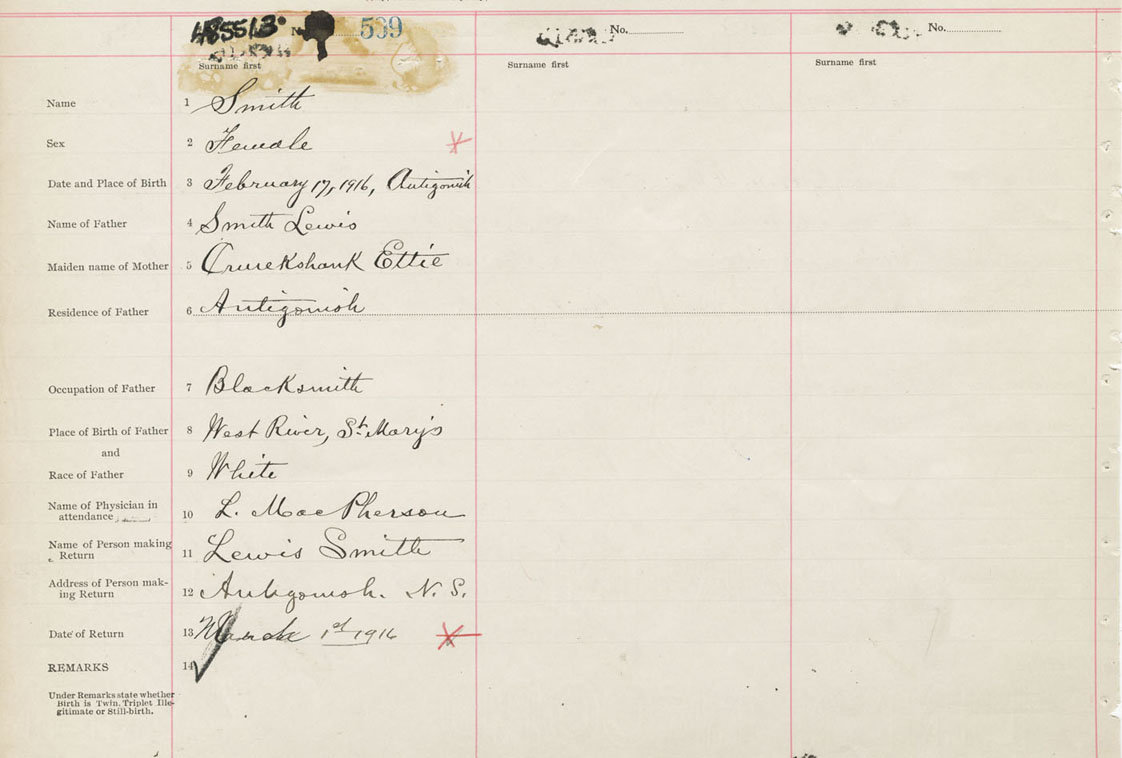 485513 No. 539
No.
No.
Surname first
Surname first
Surname first
Name 1 Smith
Sex 2 Female
Date and Place of Birth 3 February 17, 1916, Antigonish
Name of Father 4 Smith Lewis
Maiden name of Mother 5 Cruickshank Ettie
Residence of Father 6 Antigonish
Occupation of Father 7 Blacksmith
Place of Birth of Father 8 West River, St. Mary's
and
Race of Father 9 White
Name of Physician in
attendance 10 L. MacPherson
Name of Person making
Return 11 Lewis Smith
Address of Person mak-
ing Return 12 Antigonish. N. S.
Date of Return 13 March 1st 1916
REMARKS 14
Under Remarks state whether
Birth is Twin, Triplet Ille-
gitimate or Still-birth.